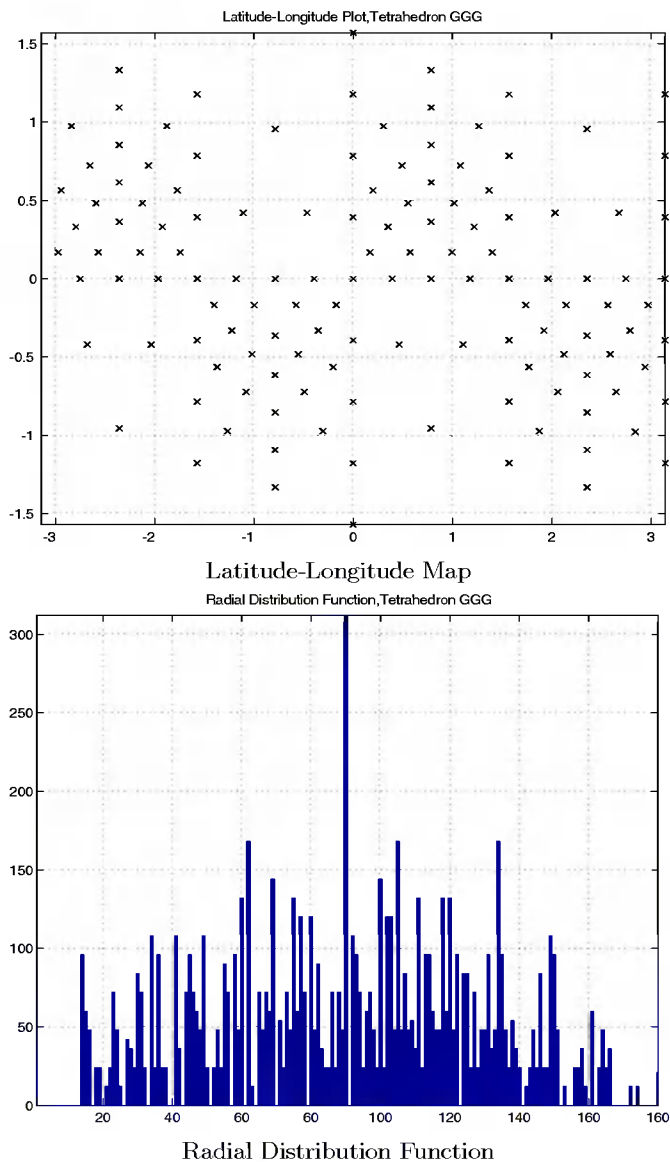 Latitude-Longitude Plot,Tetrahedron GGG
1.5
1
0.5
0
-0.5
-1
-1.5
-3 -2 -1 0 1 2 3
Latitude-Longitude Map
Radial Distribution Function,Tetrahedron GGG
300
250
200
150
100
50
0
20 40 60 80 100 120 140 160 180
Radial Distribution Function